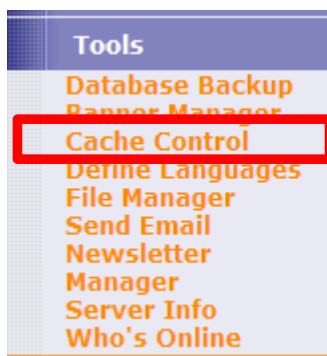 Tools
Database Backup
Banner Manager
Cache Control
Define Languages
File Manager
Send Email
Newsletter
Manager
Server Info
Who's Online